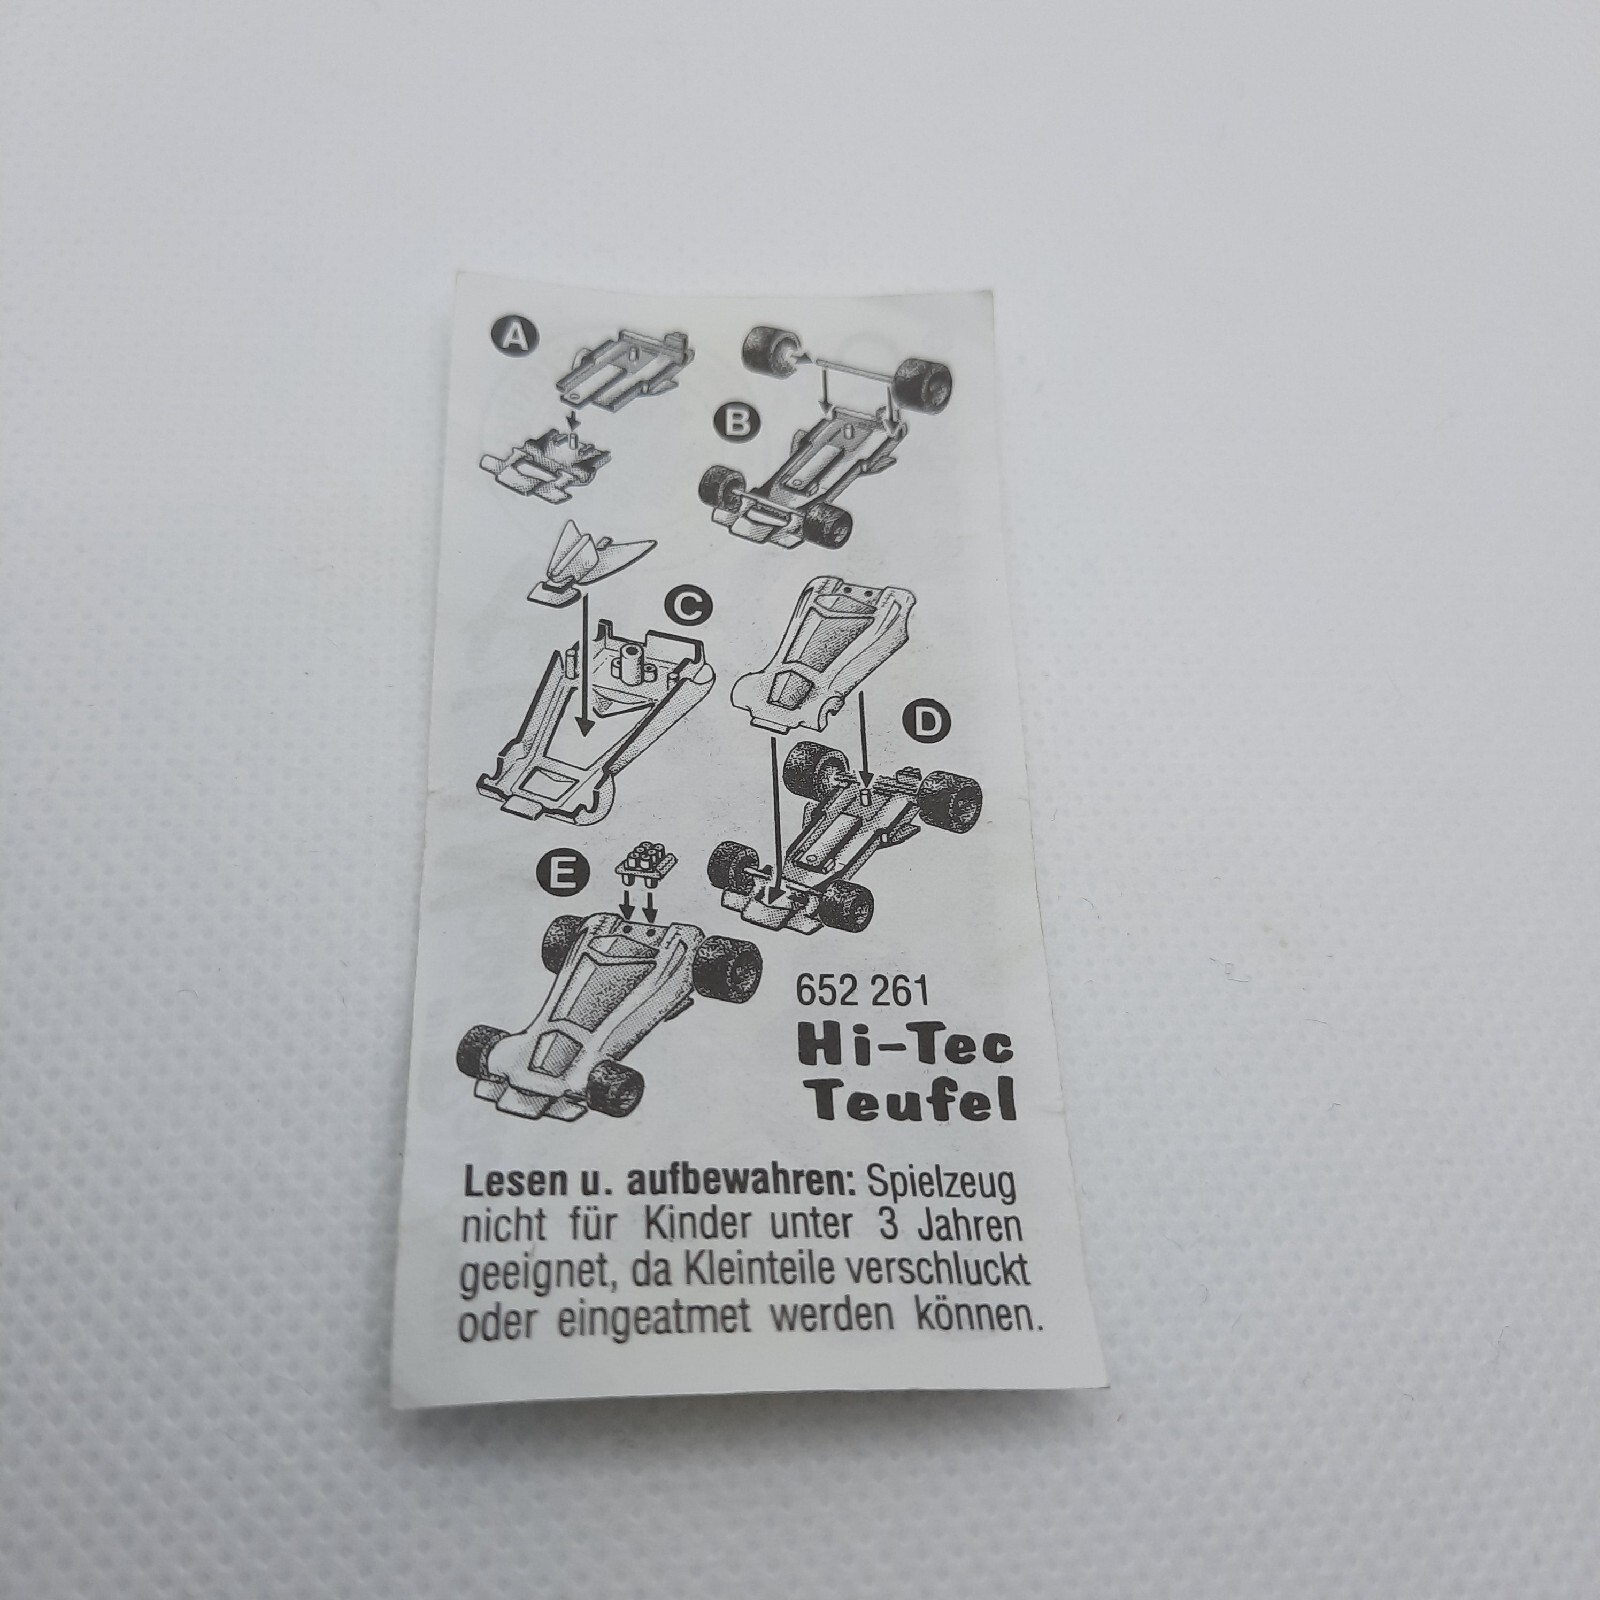 A
B
C
D
E
652 261
Hi-Tec
Teufel
Lesen u. aufbewahren: Spielzeug
nicht für Kinder unter 3 Jahren
geeignet, da Kleinteile verschluckt
oder eingeatmet werden können.